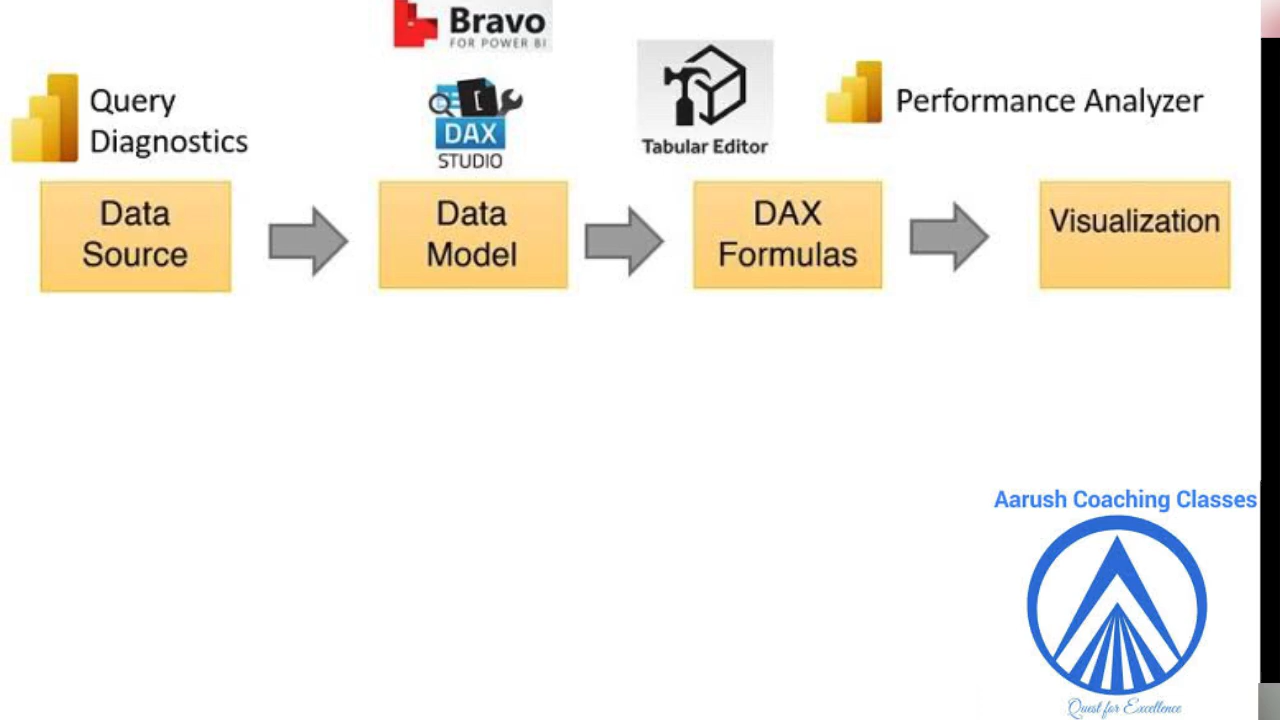 Bravo
FOR POWER BI
Query
Diagnostics
DAX
STUDIO
Tabular Editor
Performance Analyzer
Data
Source
Data
Model
DAX
Formulas
Visualization
Aarush Coaching Classes
Quest for Excellence